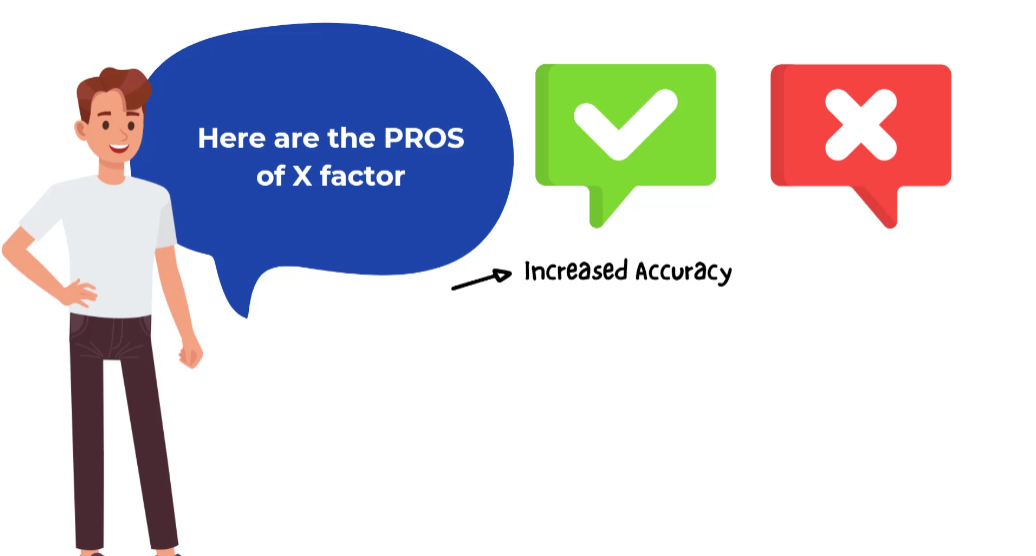 Here are the PROS
of X factor
Increased Accuracy